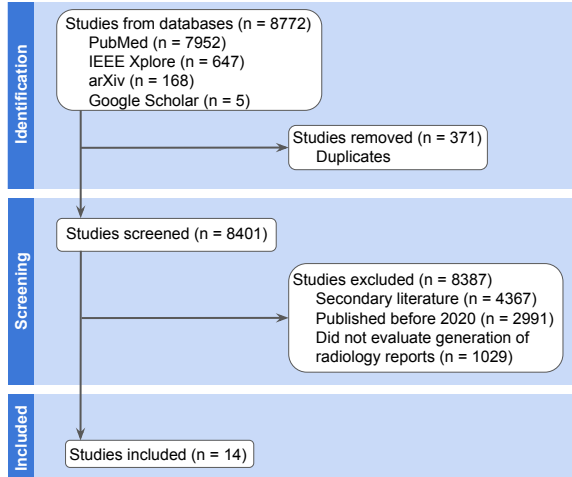 Identification
Studies from databases (n = 8772)
PubMed (n = 7952)
IEEE Xplore (n = 647)
arXiv (n = 168)
Google Scholar (n = 5)
Studies removed (n = 371)
Duplicates
Screening
Studies screened (n = 8401)
Studies excluded (n = 8387)
Secondary literature (n = 4367)
Published before 2020 (n = 2991)
Did not evaluate generation of
radiology reports (n = 1029)
Included
Studies included (n = 14)